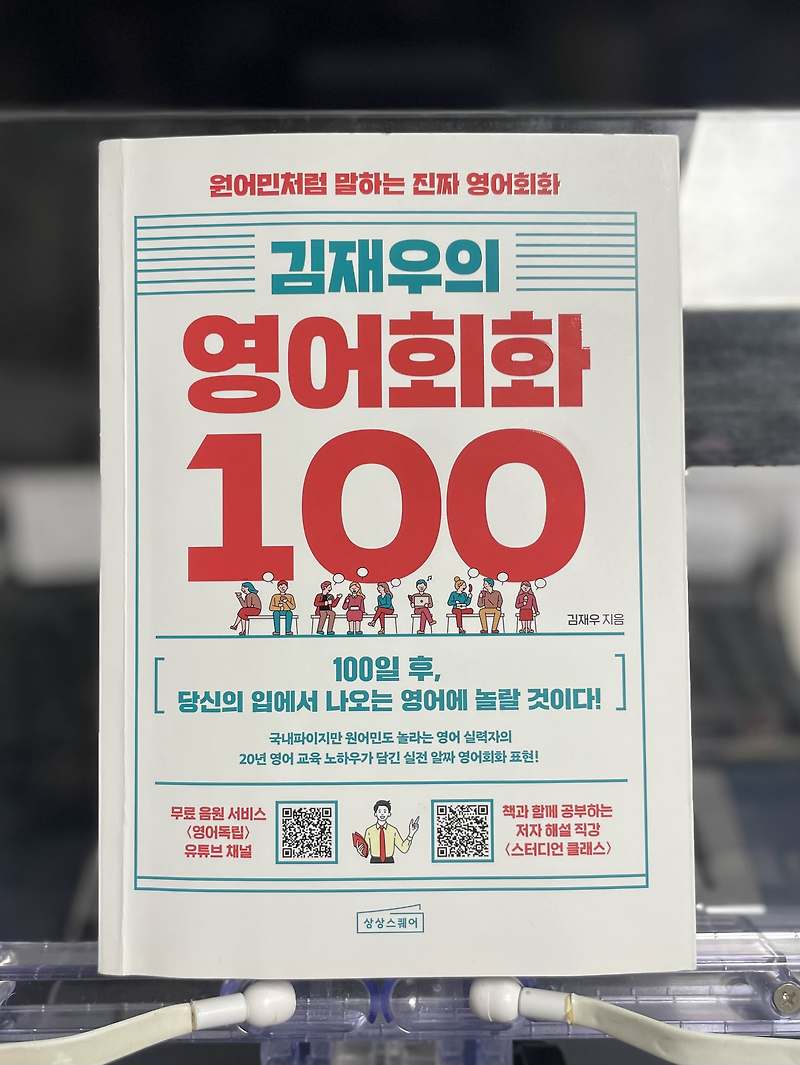 원어민처럼 말하는 진짜 영어회화
김재우의
영어회화
100
김재우 지음
100일 후,
당신의 입에서 나오는 영어에 놀랄 것이다!
국내파이지만 원어민도 놀라는 영어 실력자의
20년 영어 교육 노하우가 담긴 실전 알짜 영어회화 표현!
무료 음원 서비스
〈영어독립〉
유튜브 채널
책과 함께 공부하는
저자 해설 직강
〈스터디언 클래스〉
상상스퀘어